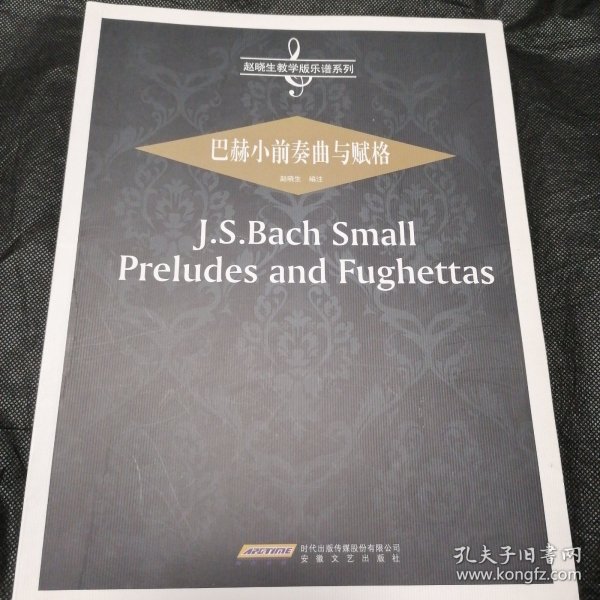 赵晓生教学版乐谱系列
巴赫小前奏曲与赋格
赵晓生 编注
J.S.Bach Small
Preludes and Fughettas
ARCTIME
时代出版传媒股份有限公司
安徽文艺出版社
孔夫子旧书网
www.kongfz.com